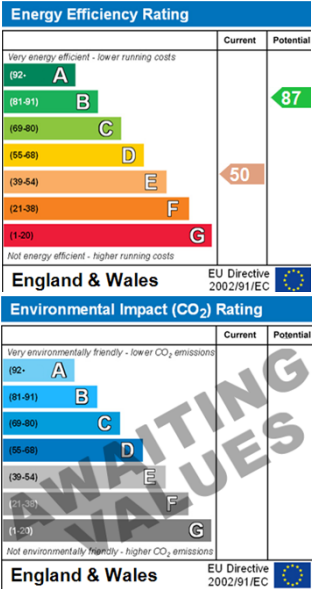 Energy Efficiency Rating
Current Potential
Very energy efficient - lower running costs
(92- A
(81-91) B
87
(69-80) C
(55-68) D
(39-54) E
50
(21-38) F
(1-20) G
Not energy efficient - higher running costs
England & Wales
EU Directive
2002/91/EC
Environmental Impact (CO2) Rating
Current Potential
Very environmentally friendly - lower CO2 emissions
(92- A
(81-91) B
(69-80) C
(55-68) D
(39-54) E
(21-38) F
(1-20) G
AWAITING
VALUES
Not environmentally friendly - higher CO2 emissions
England & Wales
EU Directive
2002/91/EC